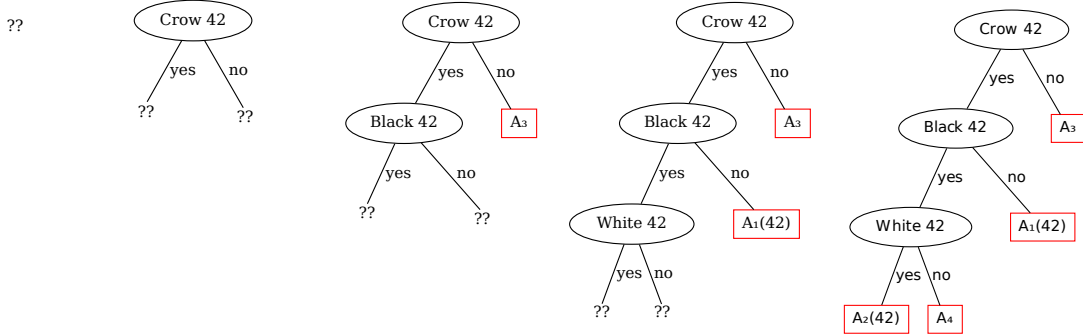 ??
Crow 42
yes
no
??
??
Crow 42
yes
no
Black 42
A₃
yes
no
??
??
Crow 42
yes
no
Black 42
A₃
yes
no
White 42
A₁(42)
yes
no
??
??
Crow 42
yes
no
Black 42
A₃
yes
no
White 42
A₁(42)
yes
no
A₂(42)
A₄